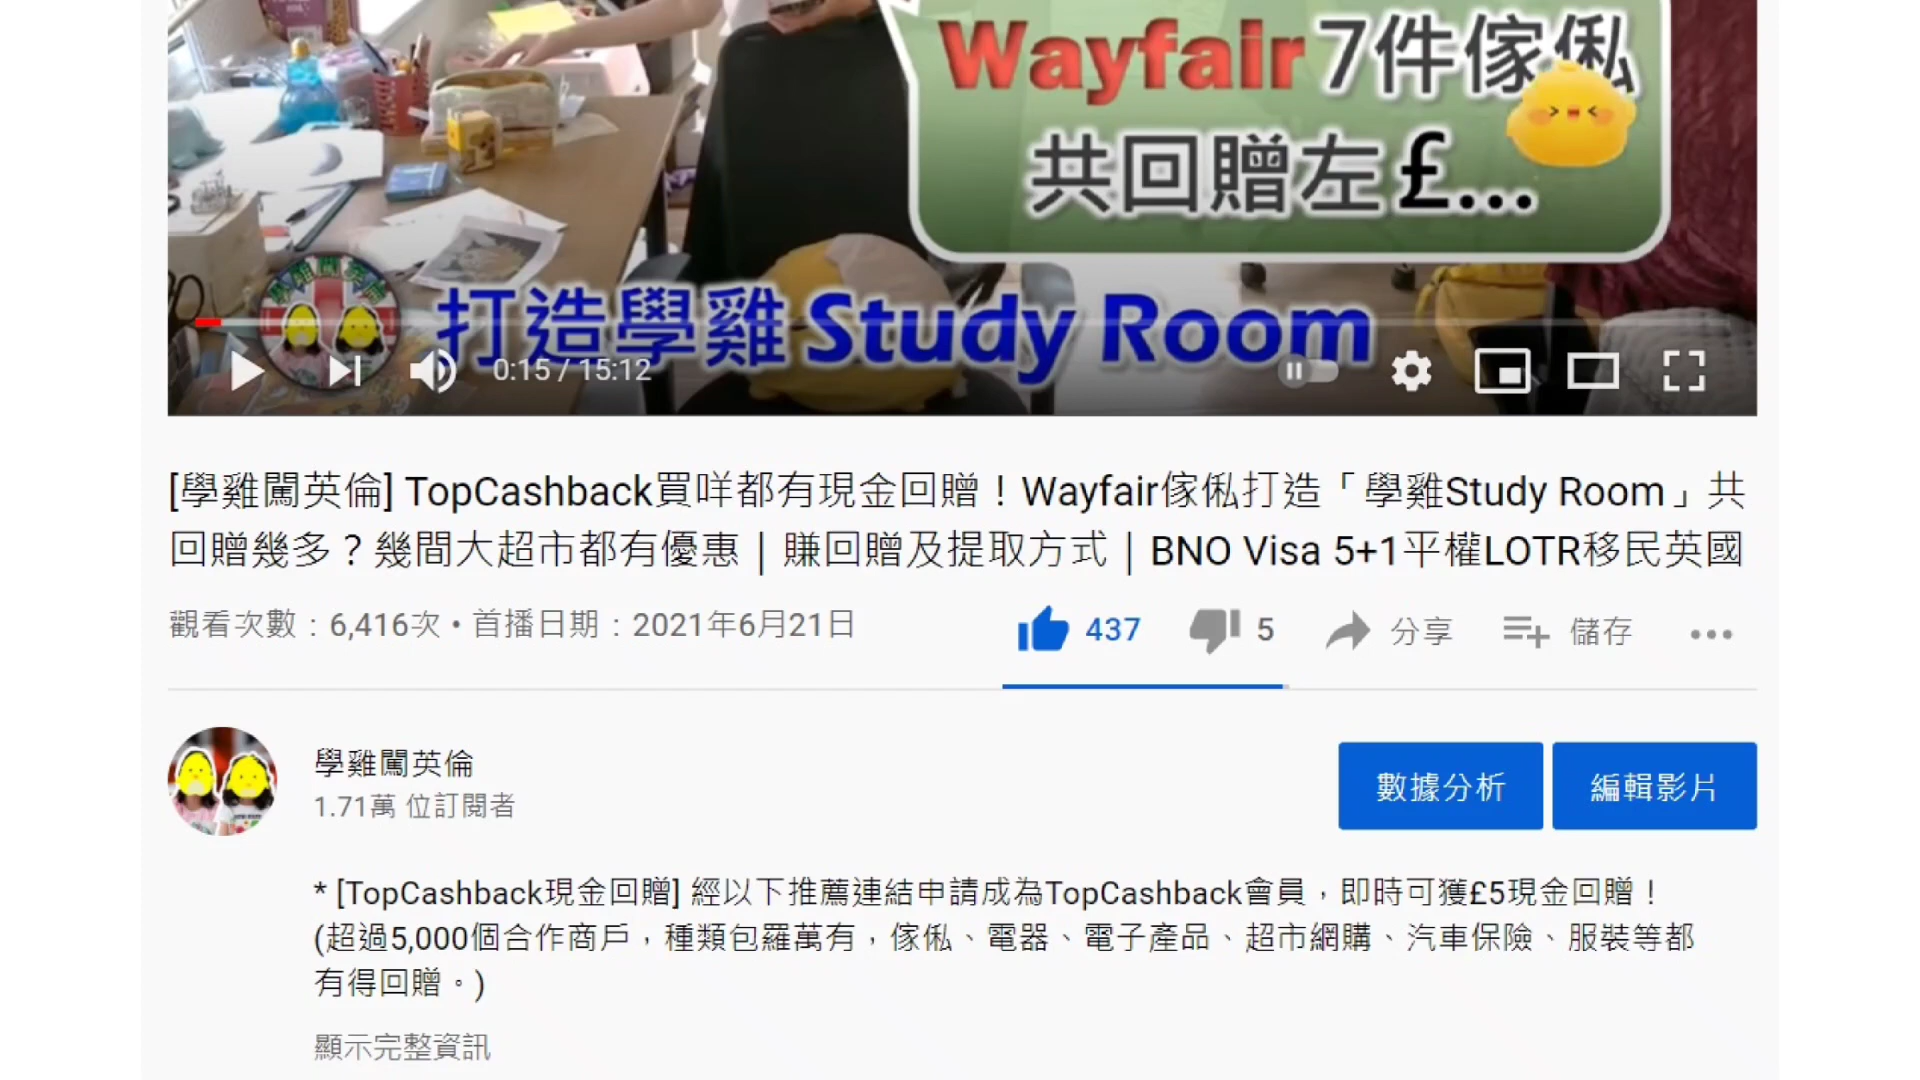 Wayfair 7件傢俬
共回贈左£...
學雞闖英倫
打造學雞Study Room
0:15 / 15:12
[學雞闖英倫] TopCashback買咩都有現金回贈！Wayfair傢俬打造「學雞Study Room」共
回贈幾多？幾間大超市都有優惠｜賺回贈及提取方式｜BNO Visa 5+1平權LOTR移民英國
觀看次數：6,416次 • 首播日期：2021年6月21日
437
5
分享
儲存
學雞闖英倫
1.71萬 位訂閱者
數據分析
編輯影片
* [TopCashback現金回贈] 經以下推薦連結申請成為TopCashback會員，即時可獲£5現金回贈！
(超過5,000個合作商戶，種類包羅萬有，傢俬、電器、電子產品、超市網購、汽車保險、服裝等都
有得回贈。)
顯示完整資訊